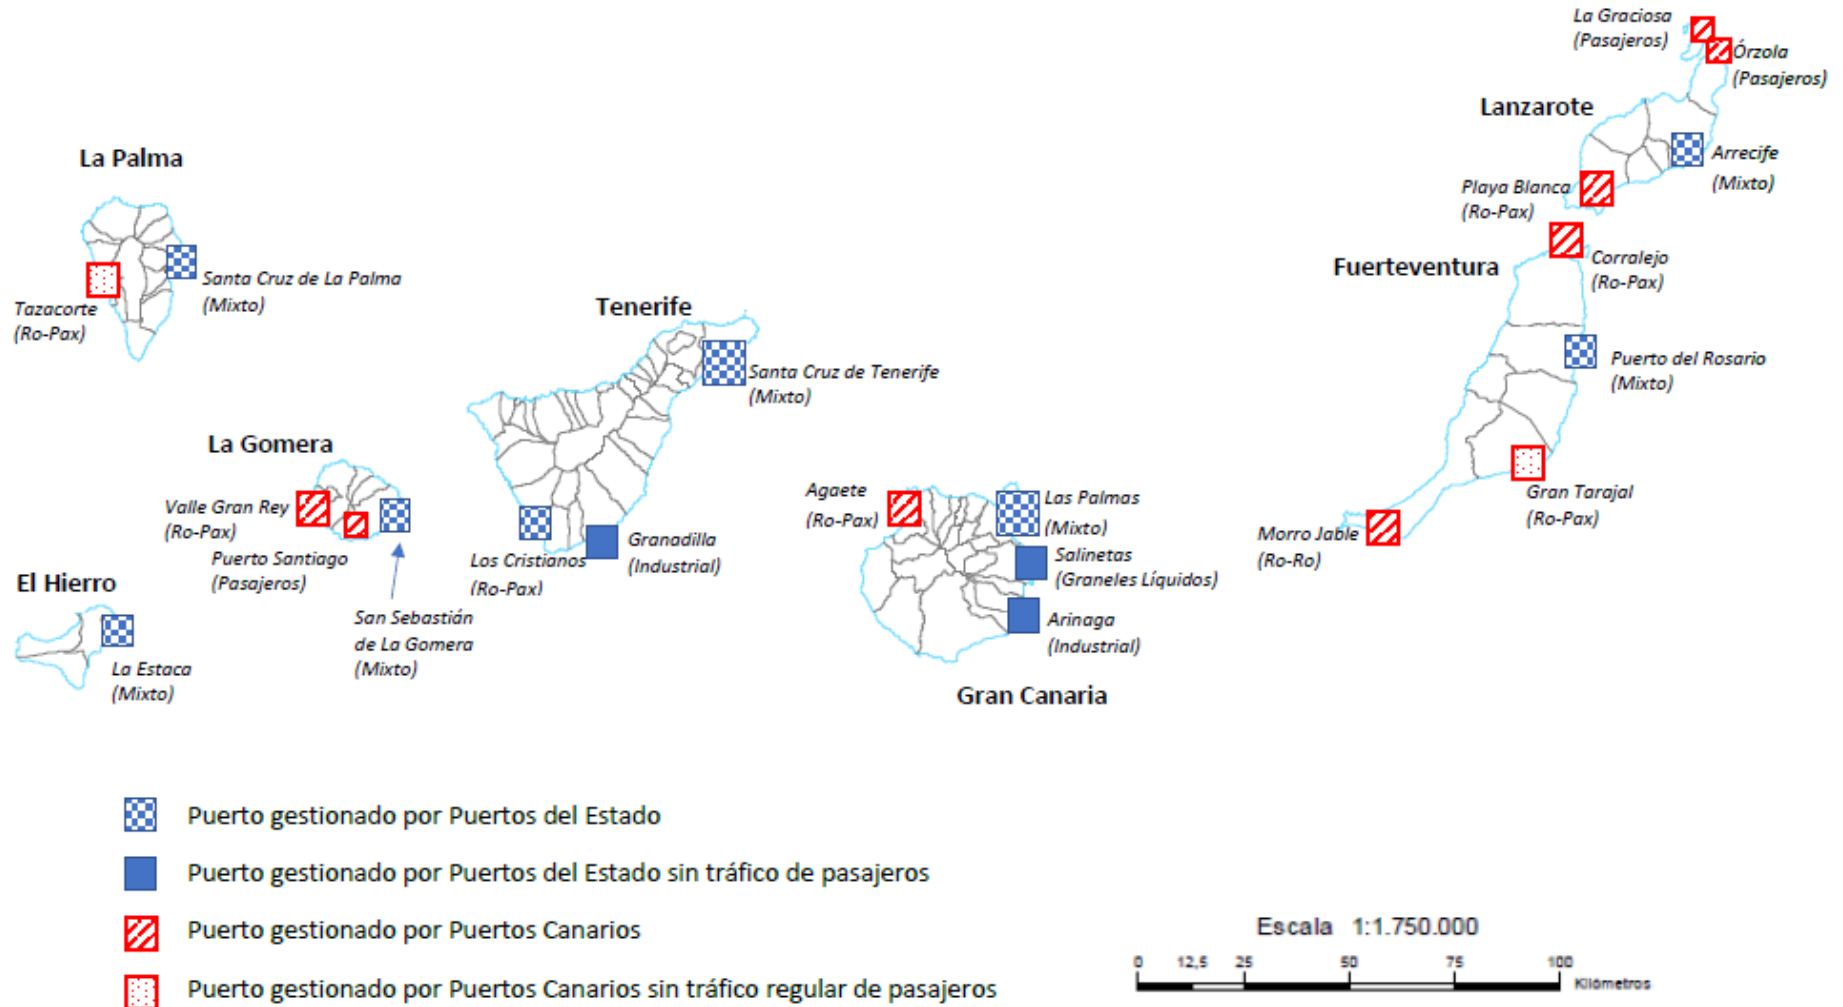 La Graciosa
(Pasajeros)
Órzola
(Pasajeros)
Lanzarote
Arrecife
(Mixto)
Playa Blanca
(Ro-Pax)
La Palma
Santa Cruz de La Palma
(Mixto)
Tazacorte
(Ro-Pax)
Corralejo
(Ro-Pax)
Fuerteventura
Tenerife
Santa Cruz de Tenerife
(Mixto)
Puerto del Rosario
(Mixto)
La Gomera
Valle Gran Rey
(Ro-Pax)
Puerto Santiago
(Pasajeros)
San Sebastián
de La Gomera
(Mixto)
Los Cristianos
(Ro-Pax)
Granadilla
(Industrial)
Agaete
(Ro-Pax)
Las Palmas
(Mixto)
Salinetas
(Graneles Líquidos)
Arinaga
(Industrial)
Gran Canaria
Gran Tarajal
(Ro-Pax)
Morro Jable
(Ro-Ro)
El Hierro
La Estaca
(Mixto)
Puerto gestionado por Puertos del Estado
Puerto gestionado por Puertos del Estado sin tráfico de pasajeros
Puerto gestionado por Puertos Canarios
Puerto gestionado por Puertos Canarios sin tráfico regular de pasajeros
Escala 1:1.750.000
0 12,5 25 50 75 100
Kilómetros